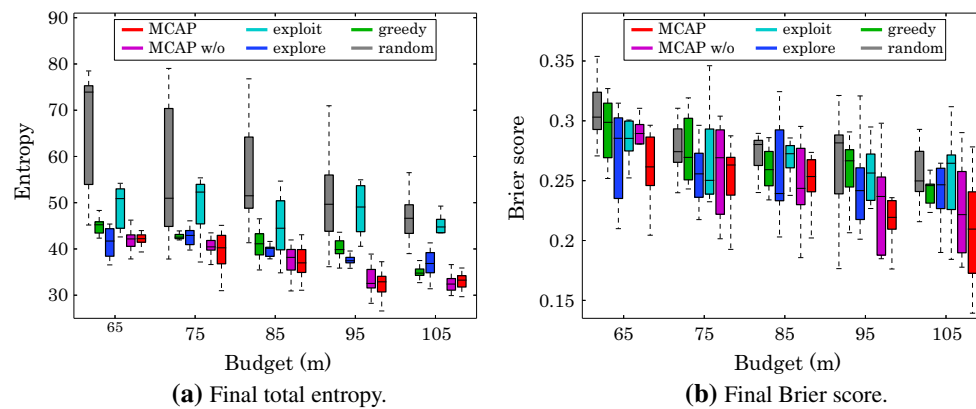 MCAP exploit greedy
MCAP w/o explore random
90
80
70
60
50
40
30
Entropy
65 75 85 95 105
Budget (m)
(a) Final total entropy.
MCAP exploit greedy
MCAP w/o explore random
0.35
0.3
0.25
0.2
0.15
Brier score
65 75 85 95 105
Budget (m)
(b) Final Brier score.